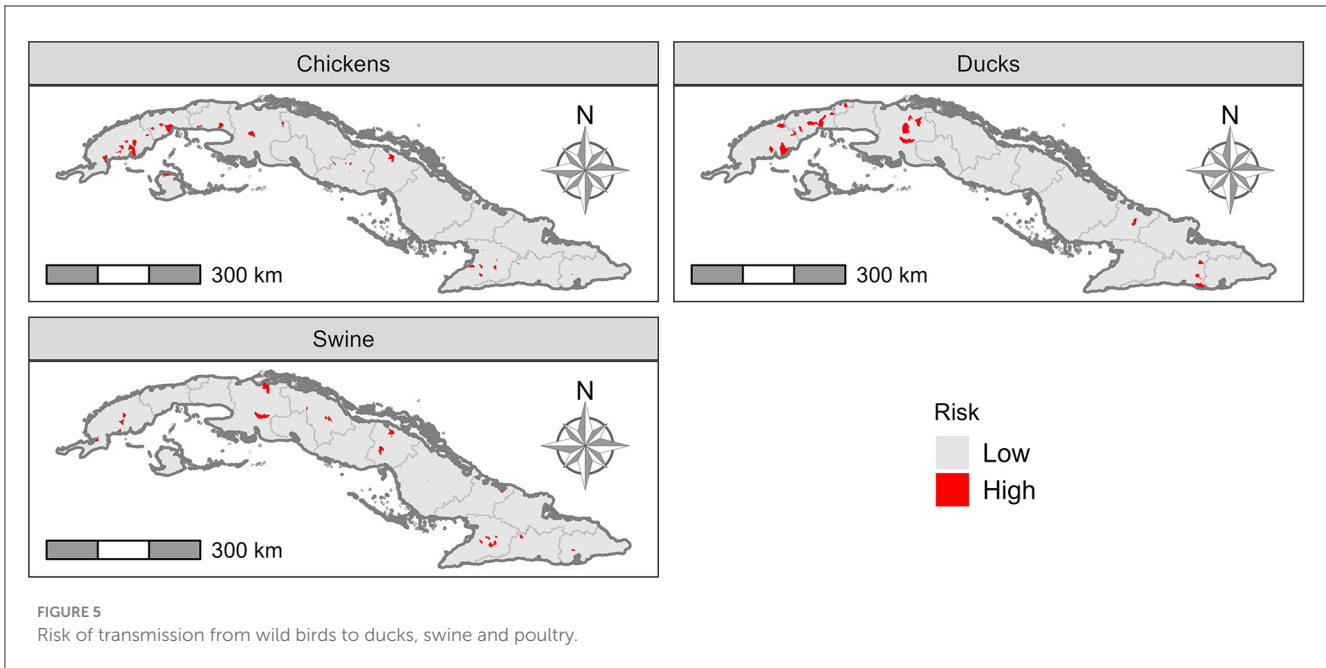 Chickens
N
300 km
Ducks
N
300 km
Swine
N
300 km
Risk
Low
High
FIGURE 5
Risk of transmission from wild birds to ducks, swine and poultry.